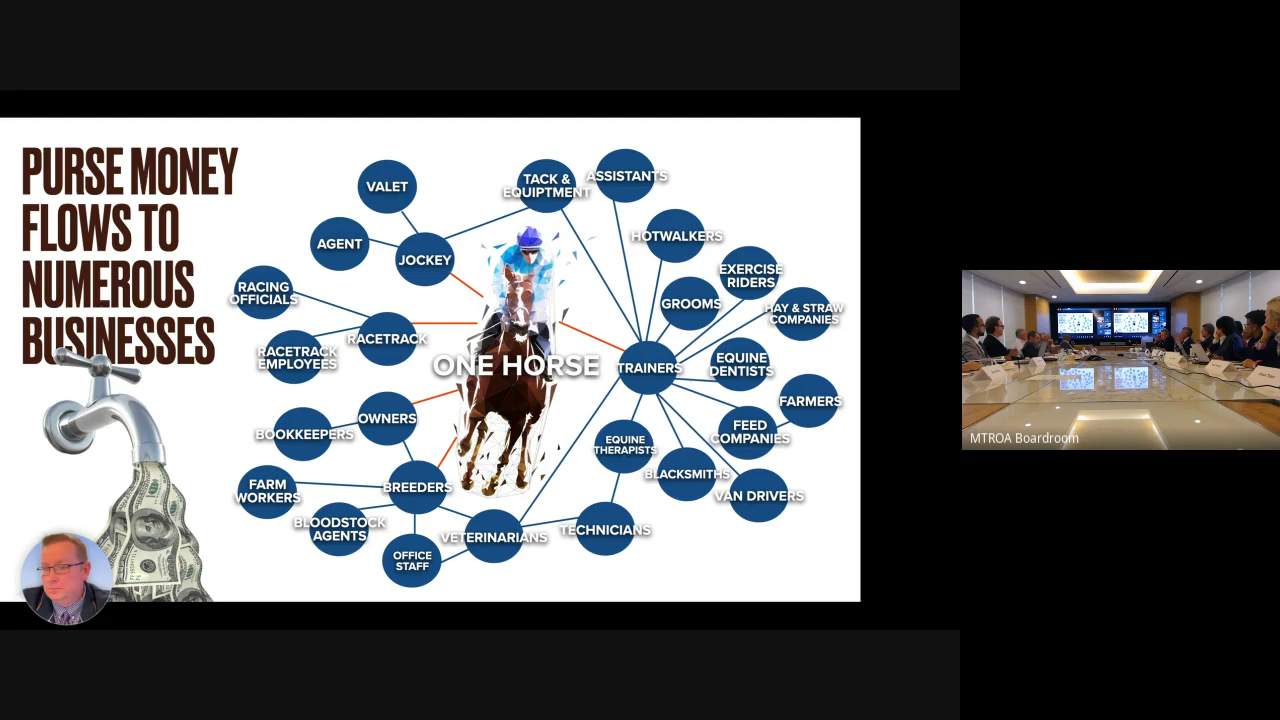 PURSE MONEY
FLOWS TO
NUMEROUS
BUSINESSES
VALET
AGENT
JOCKEY
TACK &
EQUIPTMENT
ASSISTANTS
HOTWALKERS
EXERCISE
RIDERS
GROOMS
HAY & STRAW
COMPANIES
RACING
OFFICIALS
RACETRACK
RACETRACK
EMPLOYEES
ONE HORSE
TRAINERS
EQUINE
DENTISTS
FARMERS
OWNERS
BOOKKEEPERS
FEED
COMPANIES
EQUINE
THERAPISTS
BLACKSMITHS
VAN DRIVERS
FARM
WORKERS
BREEDERS
BLOODSTOCK
AGENTS
VETERINARIANS
TECHNICIANS
OFFICE
STAFF
MTROA Boardroom